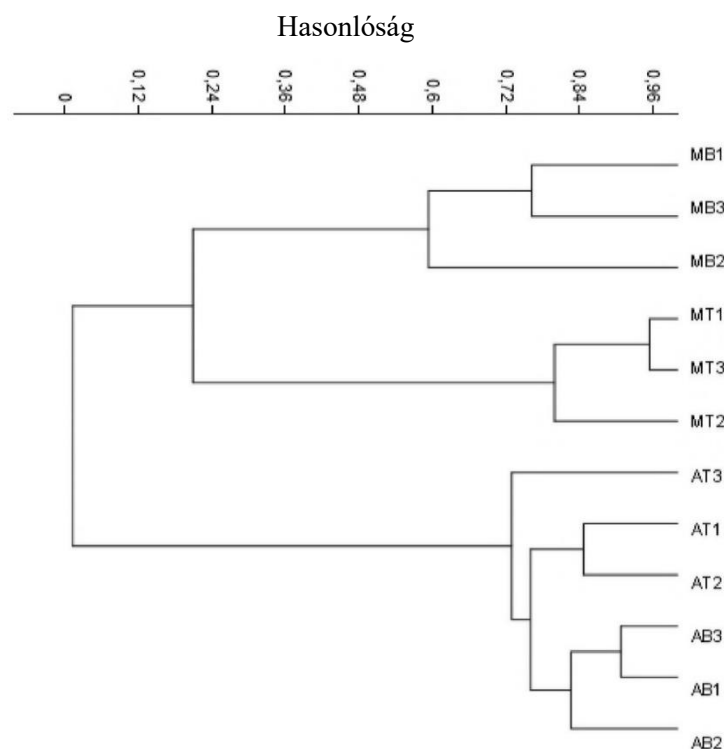 Hasonlóság
0 0,12 0,24 0,36 0,48 0,6 0,72 0,84 0,96
MB1
MB3
MB2
MT1
MT3
MT2
AT3
AT1
AT2
AB3
AB1
AB2